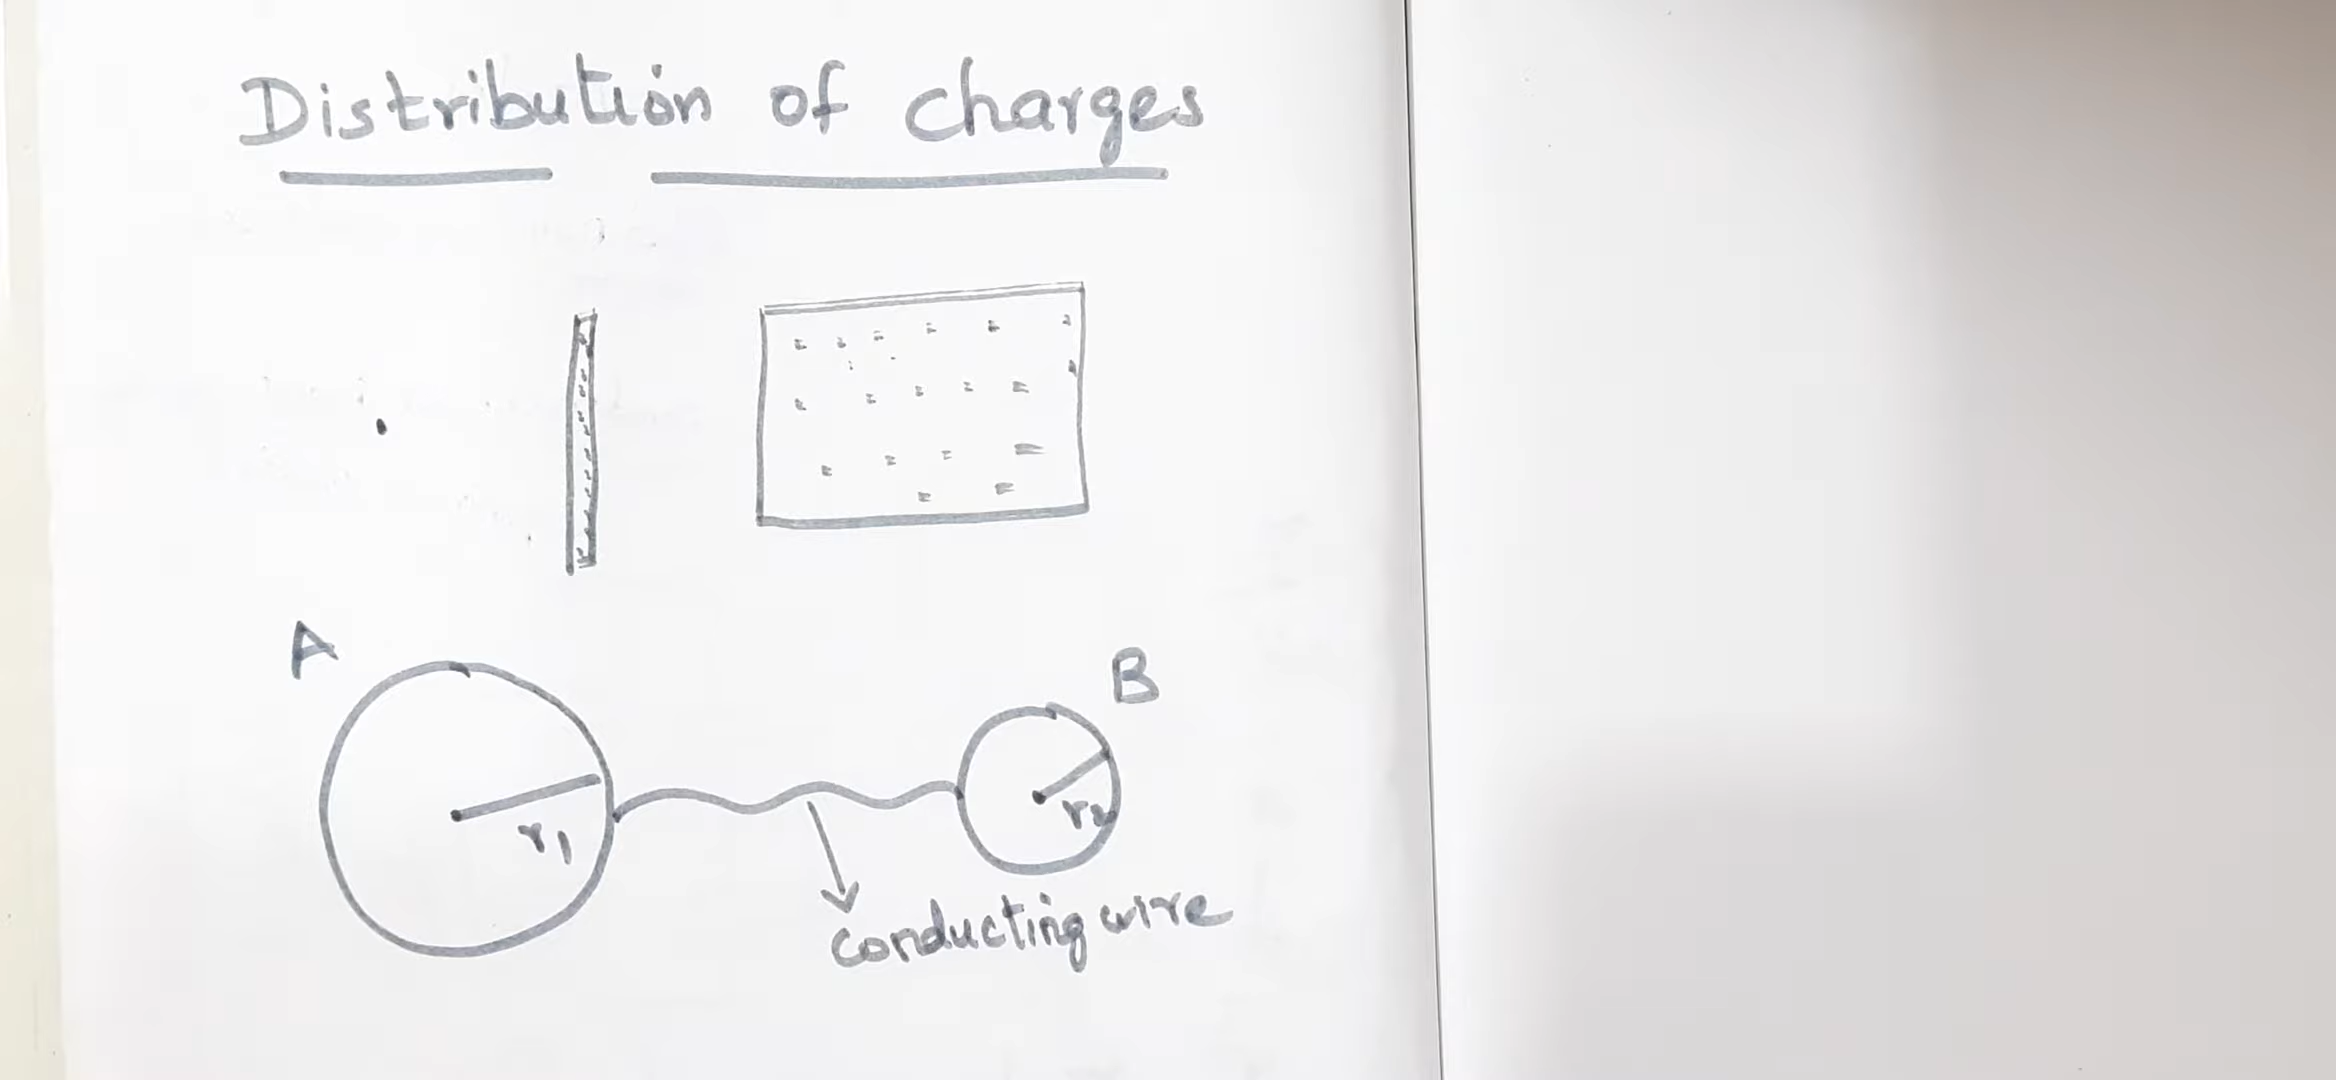 Distribution of charges
A
B
r1
r2
conducting wire